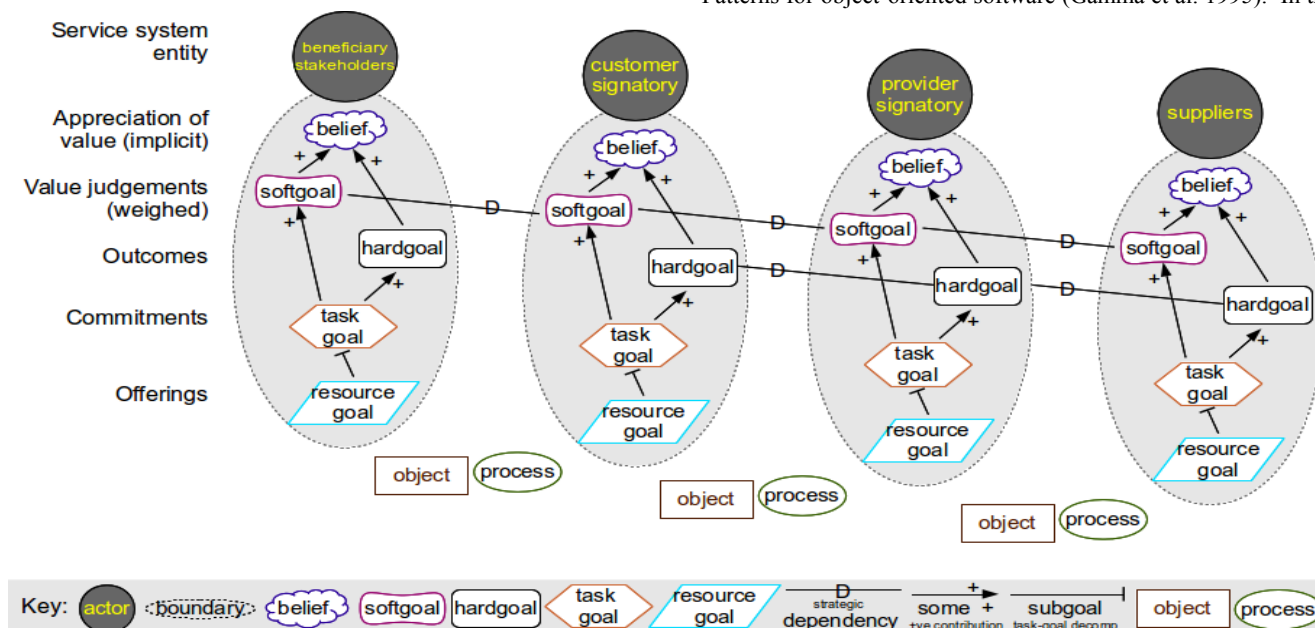 Patterns for object-oriented software (Gamma et al. 1995). In t
Service system
entity
beneficiary
stakeholders
customer
signatory
provider
signatory
suppliers
Appreciation of
value (implicit)
belief
belief
belief
belief
+ +
+ +
+ +
+ +
Value judgements
(weighed)
softgoal
D
softgoal
D
softgoal
D
softgoal
+
+
+
+
Outcomes
hardgoal
hardgoal
D
hardgoal
D
hardgoal
+
+
+
+
Commitments
task
goal
task
goal
task
goal
task
goal
Offerings
resource
goal
resource
goal
resource
goal
resource
goal
object
process
object
process
object
process
Key:
actor
boundary
belief
softgoal
hardgoal
task
goal
resource
goal
D
strategic
dependency
+
some +
+ve contribution
subgoal
task-goal decomp
object
process